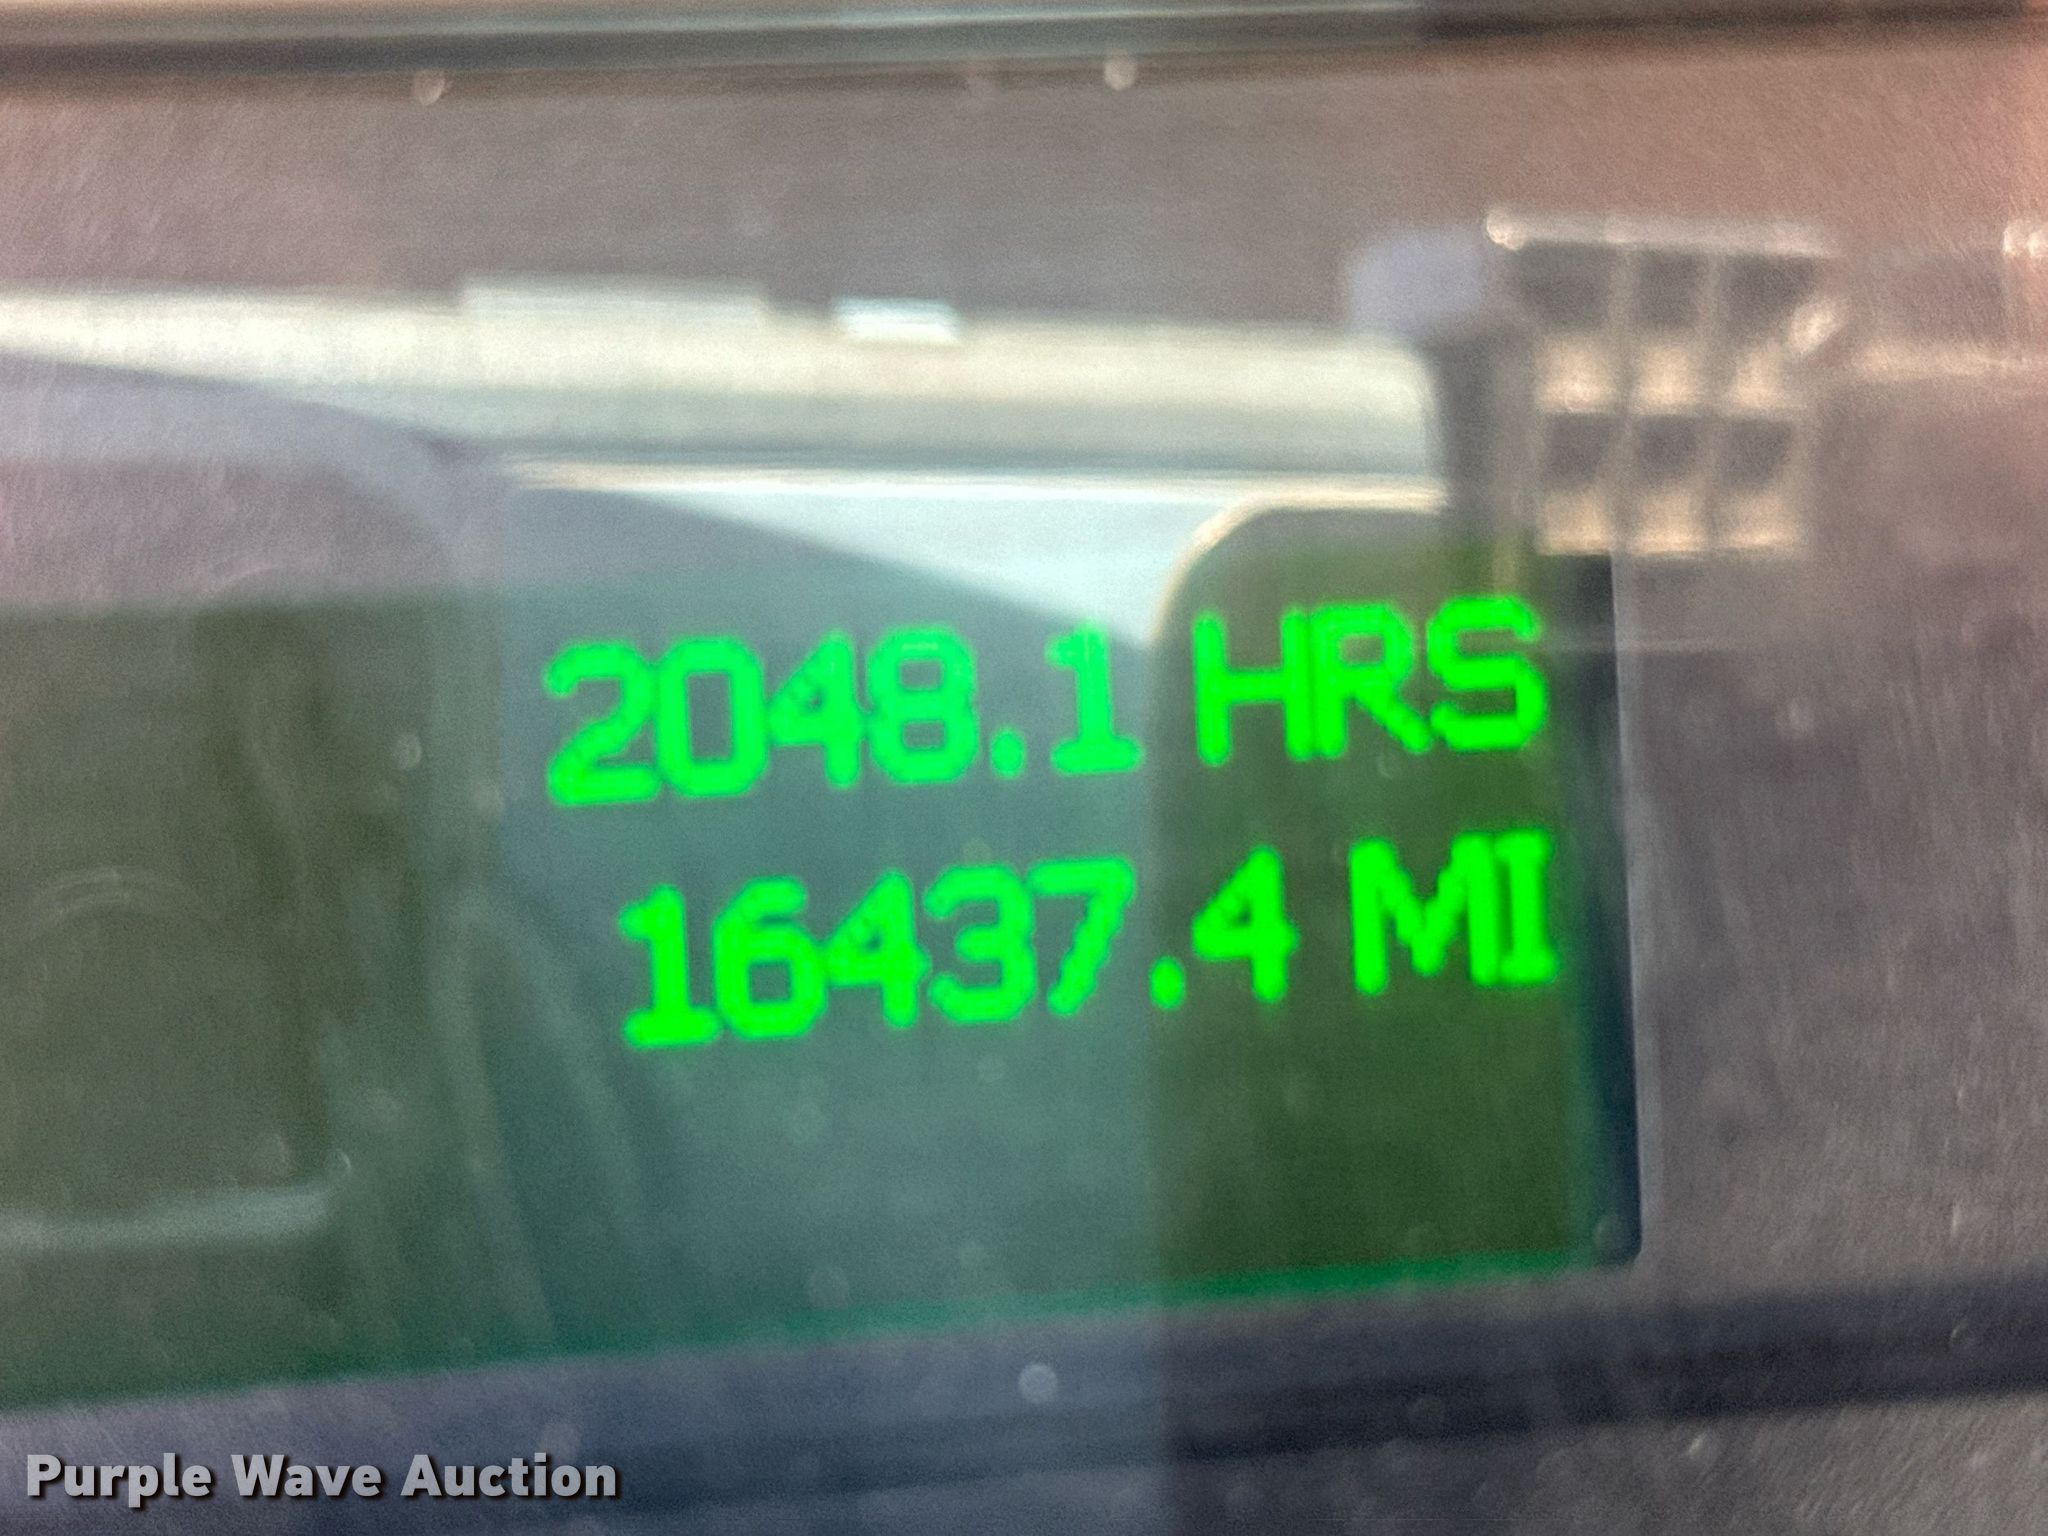 2048.1 HRS
16437.4 MI
Purple Wave Auction